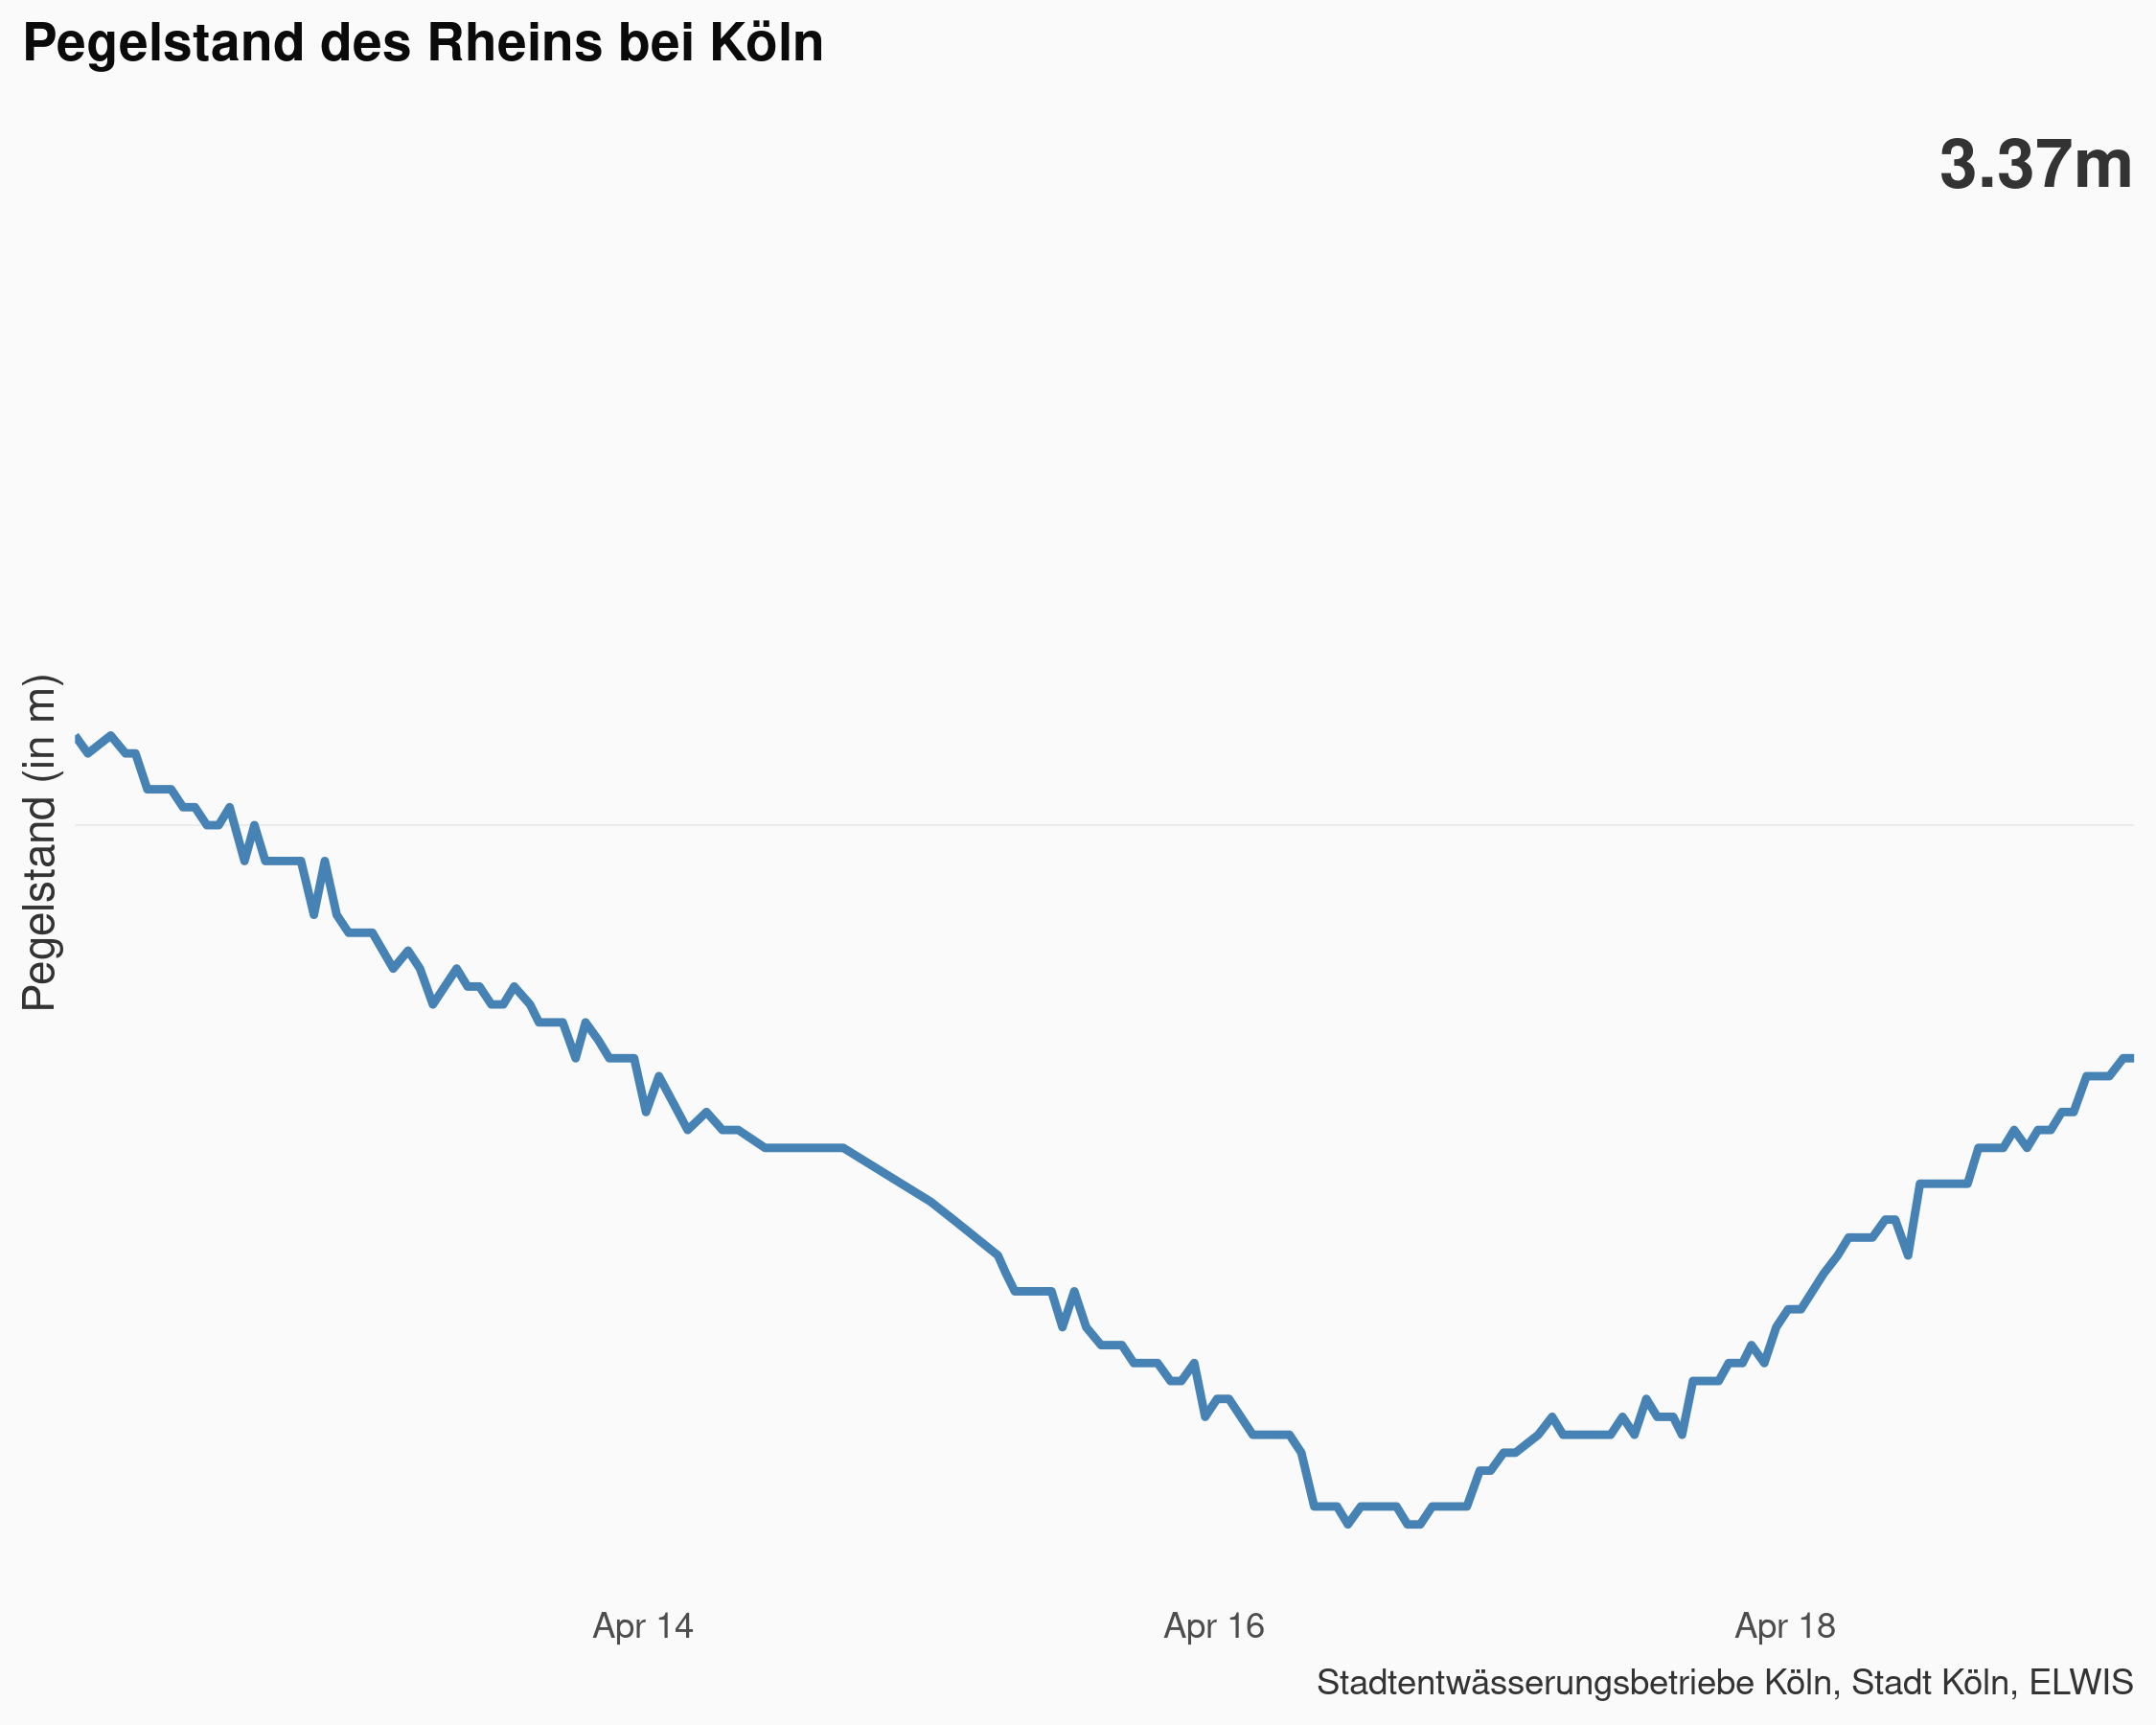 Pegelstand des Rheins bei Köln
3.37m
Pegelstand (in m)
Apr 14
Apr 16
Apr 18
Stadtentwässerungsbetriebe Köln, Stadt Köln, ELWIS